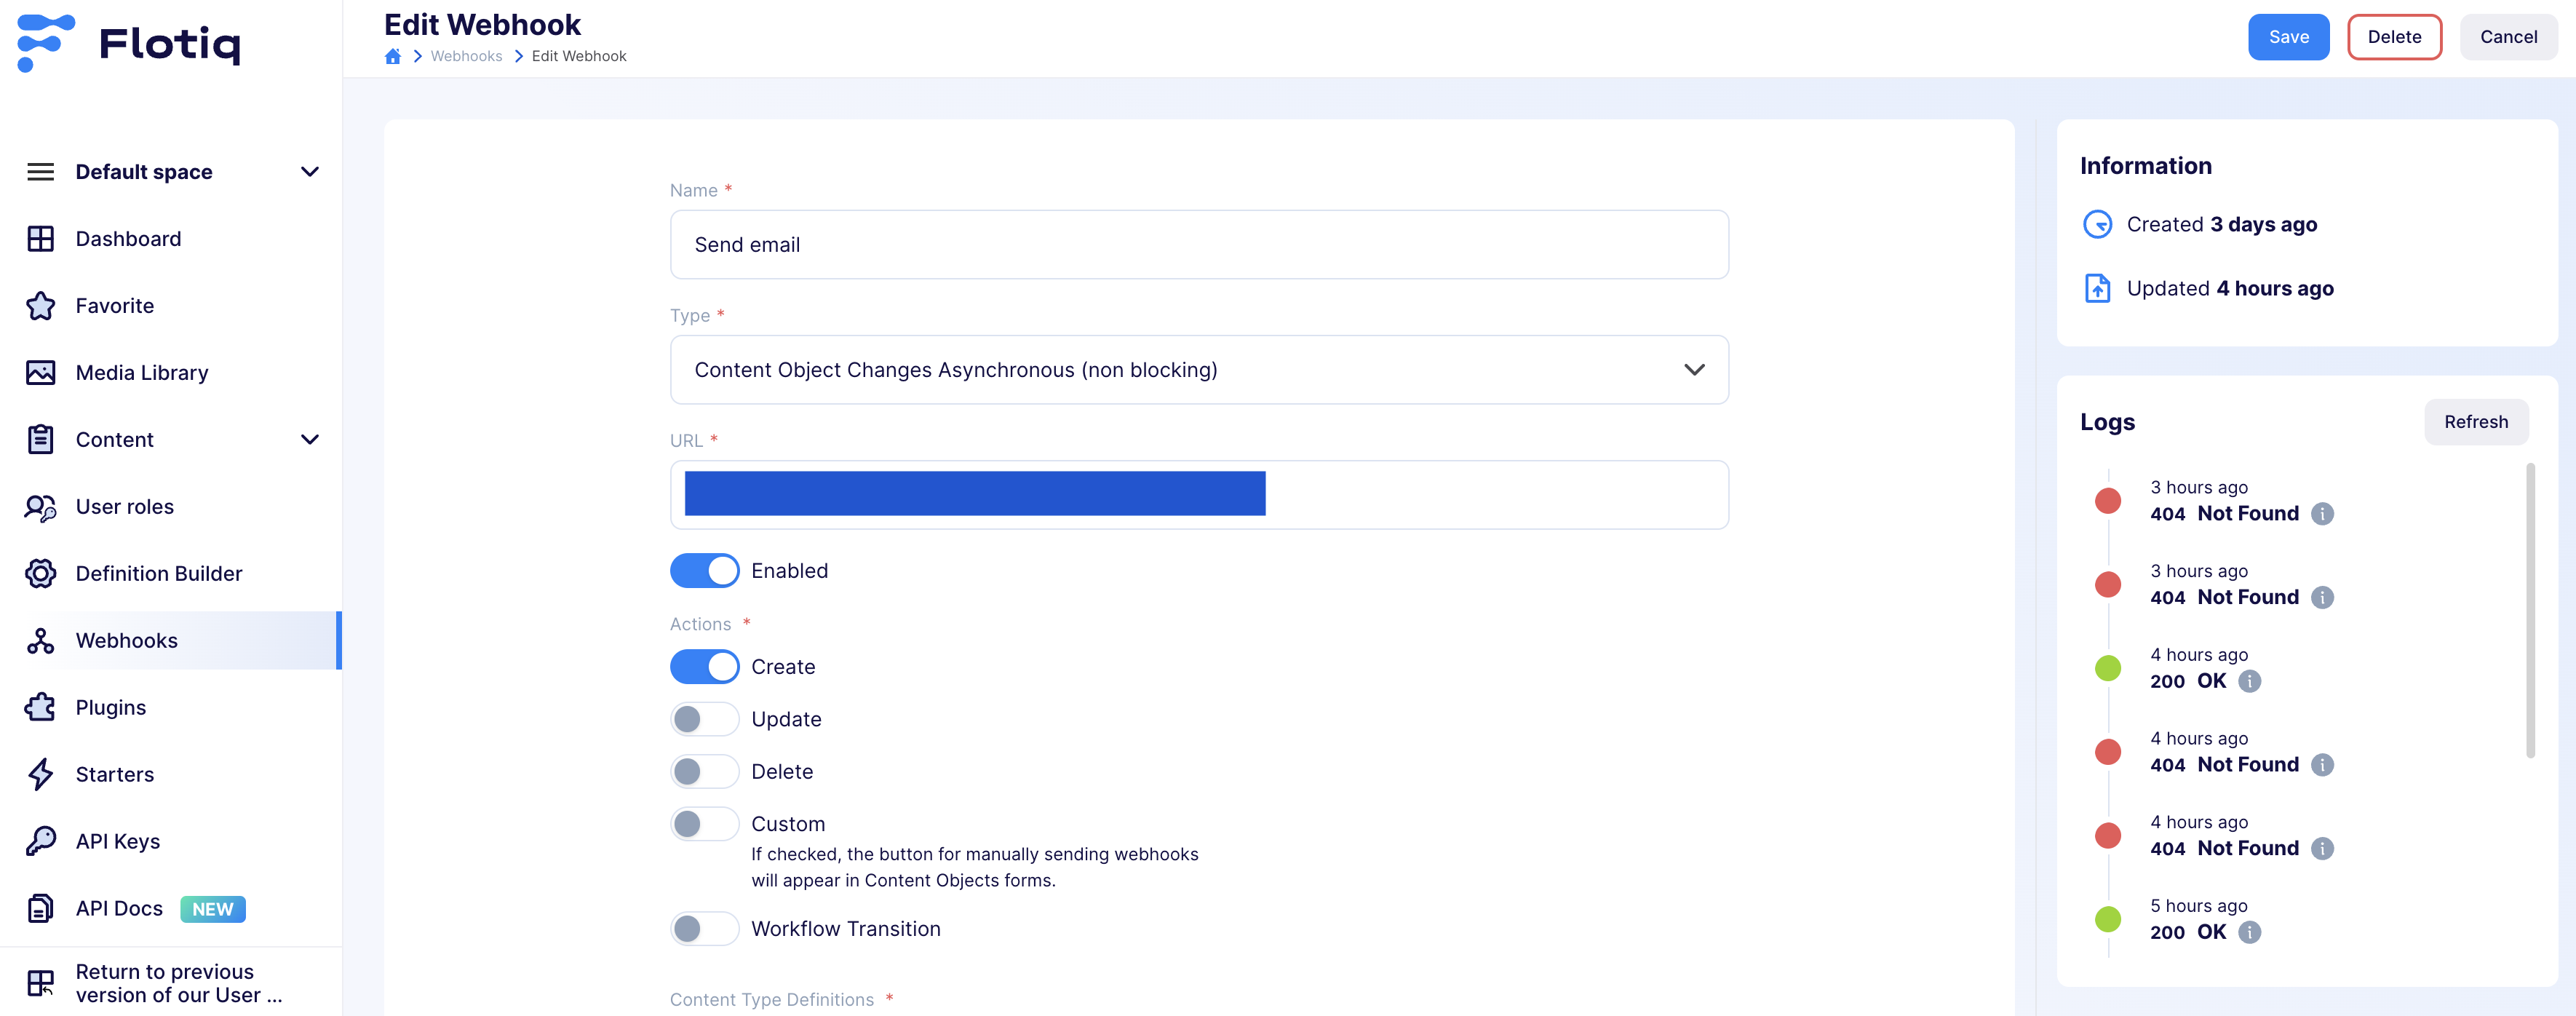 Flotiq
Default space
Dashboard
Favorite
Media Library
Content
User roles
Definition Builder
Webhooks
Plugins
Starters
API Keys
API Docs NEW
Return to previous
version of our User ...
Edit Webhook
Webhooks Edit Webhook
Save Delete Cancel
Name *
Send email
Type *
Content Object Changes Asynchronous (non blocking)
URL *
Enabled
Actions *
Create
Update
Delete
Custom
If checked, the button for manually sending webhooks
will appear in Content Objects forms.
Workflow Transition
Content Type Definitions *
Information
Created 3 days ago
Updated 4 hours ago
Logs
Refresh
3 hours ago
404 Not Found
3 hours ago
404 Not Found
4 hours ago
200 OK
4 hours ago
404 Not Found
4 hours ago
404 Not Found
5 hours ago
200 OK